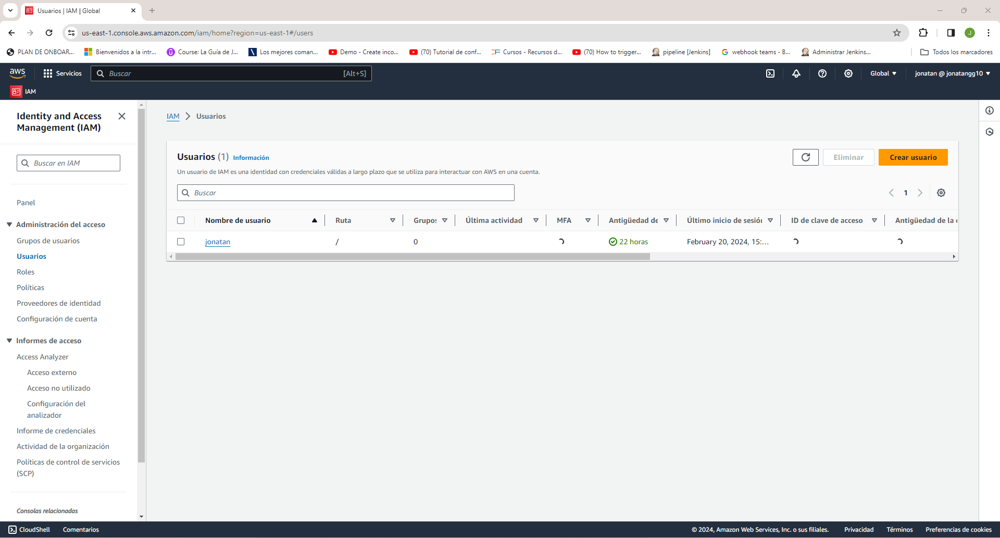 Usuarios | IAM | Global
us-east-1.console.aws.amazon.com/iam/home?region=us-east-1#/users
J
PLAN DE ONBOAR... Bienvenidos a la intr... Course: La Guía de J... Los mejores coman... Demo - Create inco... (70) Tutorial de conf... Cursos - Recursos d... (70) How to trigger... pipeline [Jenkins] webhook teams - B... Administrar Jenkins... Todos los marcadores
aws Servicios Buscar [Alt+S] Global jonatan @ jonatangg10
IAM
Identity and Access
Management (IAM)
Buscar en IAM
Panel
Administración del acceso
Grupos de usuarios
Usuarios
Roles
Políticas
Proveedores de identidad
Configuración de cuenta
Informes de acceso
Access Analyzer
Acceso externo
Acceso no utilizado
Configuración del
analizador
Informe de credenciales
Actividad de la organización
Políticas de control de servicios
(SCP)
Consolas relacionadas
IAM > Usuarios
Usuarios (1) Información
Eliminar Crear usuario
Un usuario de IAM es una identidad con credenciales válidas a largo plazo que se utiliza para interactuar con AWS en una cuenta.
Buscar
1
Nombre de usuario Ruta Grupos Última actividad MFA Antigüedad de Último inicio de sesión ID de clave de acceso Antigüedad de la
jonatan / 0 22 horas February 20, 2024, 15:...
CloudShell Comentarios © 2024, Amazon Web Services, Inc. o sus filiales. Privacidad Términos Preferencias de cookies